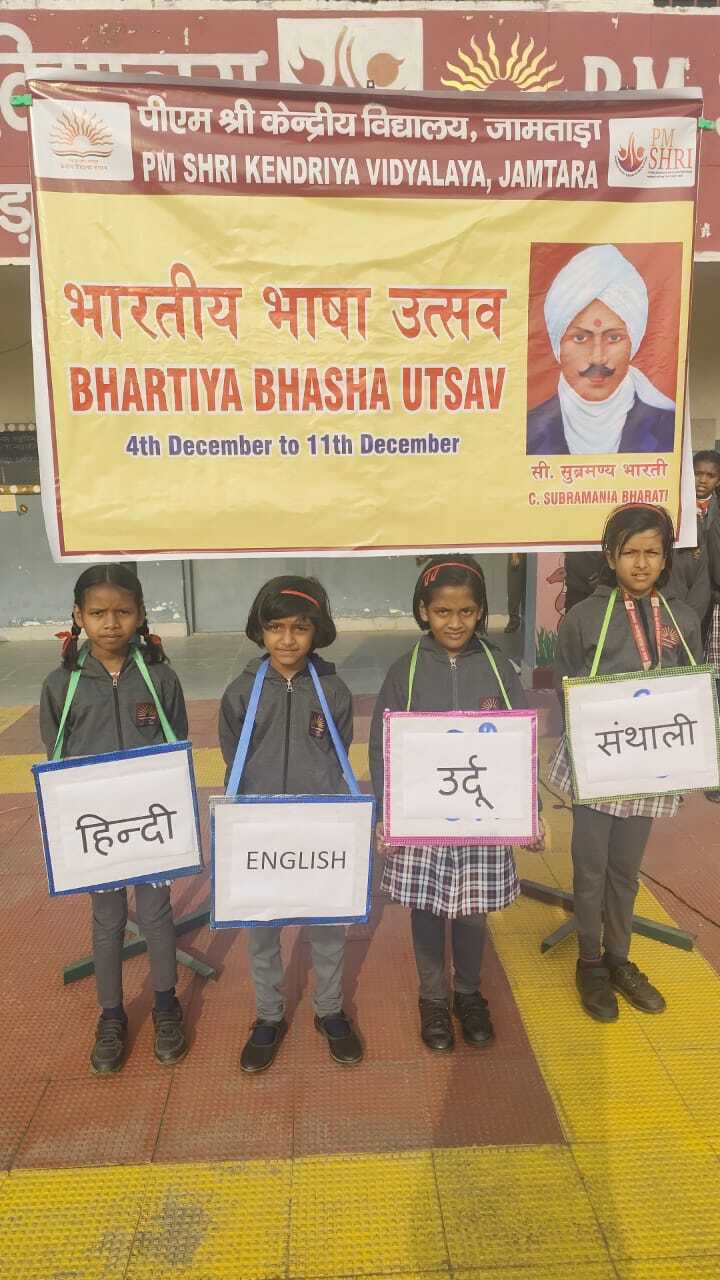 PM
पीएम श्री केन्द्रीय विद्यालय, जामताड़ा
PM SHRI KENDRIYA VIDYALAYA, JAMTARA
PM
SHRI
भारतीय भाषा उत्सव
BHARTIYA BHASHA UTSAV
4th December to 11th December
सी. सुब्रमण्य भारती
C. SUBRAMANIA BHARATI
हिन्दी
ENGLISH
उर्दू
संथाली